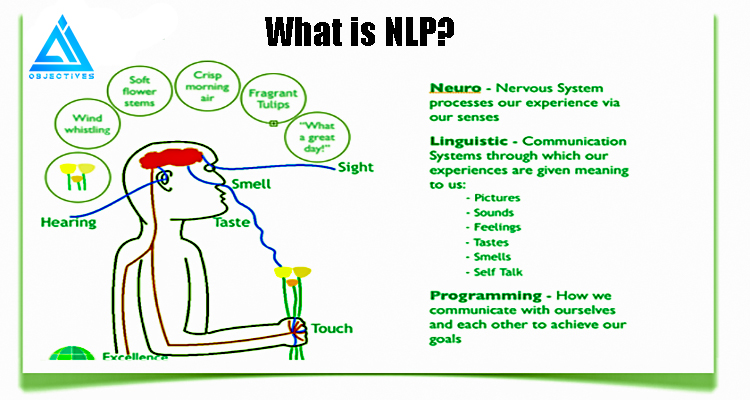 What is NLP?
OBJECTIVES
Wind
whistling
Soft
flower
stems
Crisp
morning
air
Fragrant
Tulips
"What
a great
day!"
Sight
Smell
Hearing
Taste
Touch
Excellence
Neuro - Nervous System
processes our experience via
our senses
Linguistic - Communication
Systems through which our
experiences are given meaning
to us:
- Pictures
- Sounds
- Feelings
- Tastes
- Smells
- Self Talk
Programming - How we
communicate with ourselves
and each other to achieve our
goals